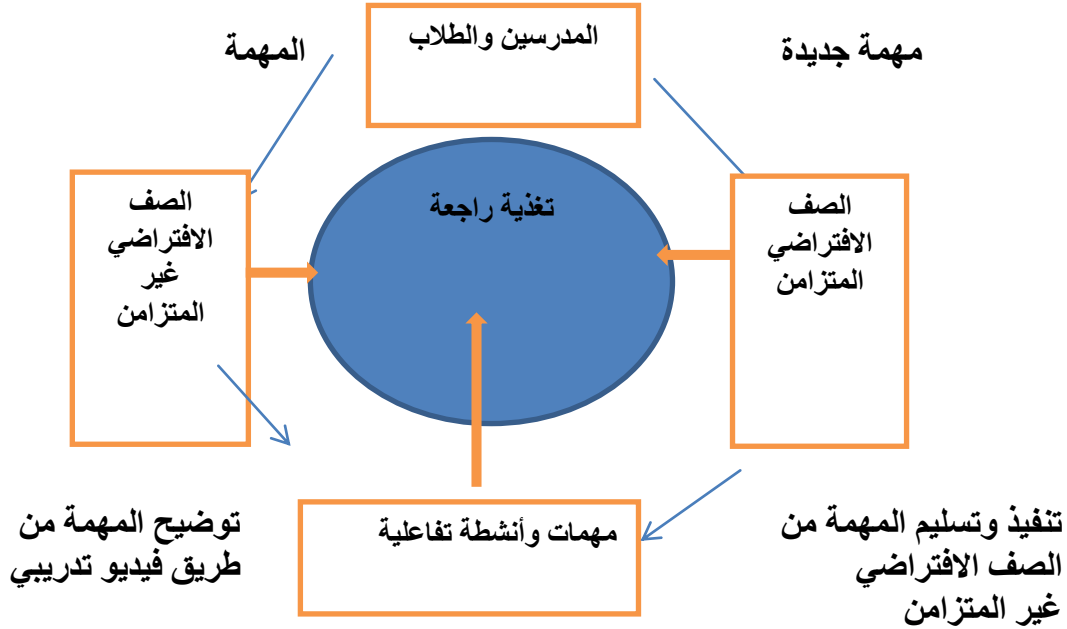 مهمة جديدة
المدرسين والطلاب
المهمة
الصف
الافتراضي
المتزامن
تغذية راجعة
الصف
الافتراضي
غير
المتزامن
تنفيذ وتسليم المهمة من
الصف الافتراضي
غير المتزامن
مهمات وأنشطة تفاعلية
توضيح المهمة من
طريق فيديو تدريبي